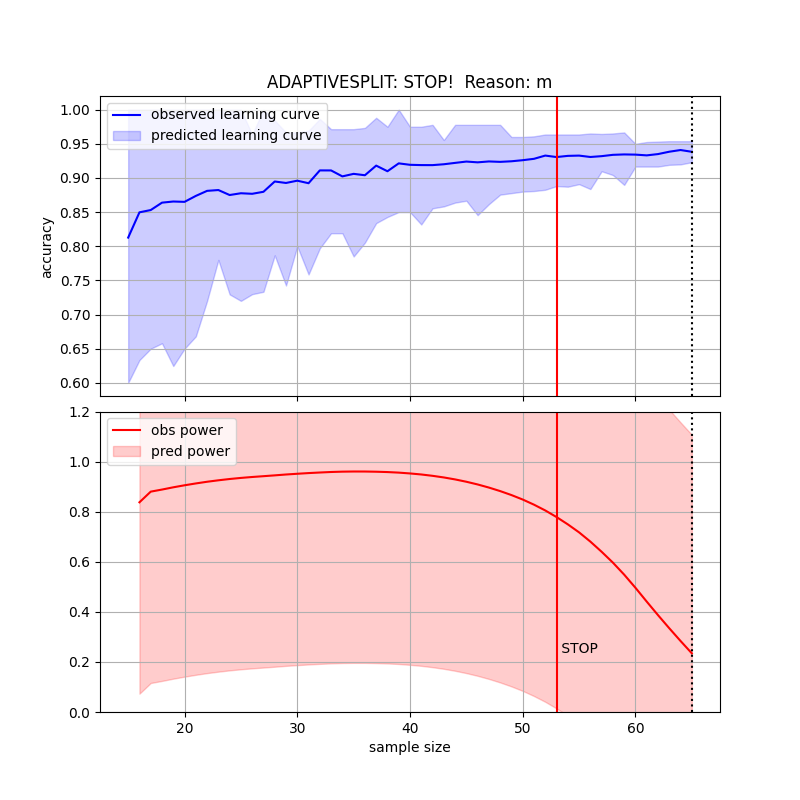 ADAPTIVESPLIT: STOP!  Reason: m
observed learning curve
predicted learning curve
1.00
0.95
0.90
0.85
0.80
0.75
0.70
0.65
0.60
accuracy
obs power
pred power
1.2
1.0
0.8
0.6
0.4
0.2
0.0
STOP
20
30
40
50
60
sample size